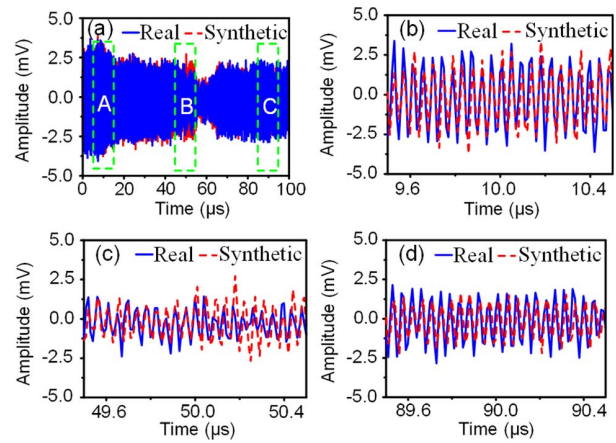 (a) Real Synthetic
Amplitude (mV)
5.0
2.5
0.0
-2.5
-5.0
A
B
C
0 20 40 60 80 100
Time (μs)
(b) Real Synthetic
Amplitude (mV)
5.0
2.5
0.0
-2.5
-5.0
9.6 10.0 10.4
Time (μs)
(c) Real Synthetic
Amplitude (mV)
5.0
2.5
0.0
-2.5
-5.0
49.6 50.0 50.4
Time (μs)
(d) Real Synthetic
Amplitude (mV)
5.0
2.5
0.0
-2.5
-5.0
89.6 90.0 90.4
Time (μs)